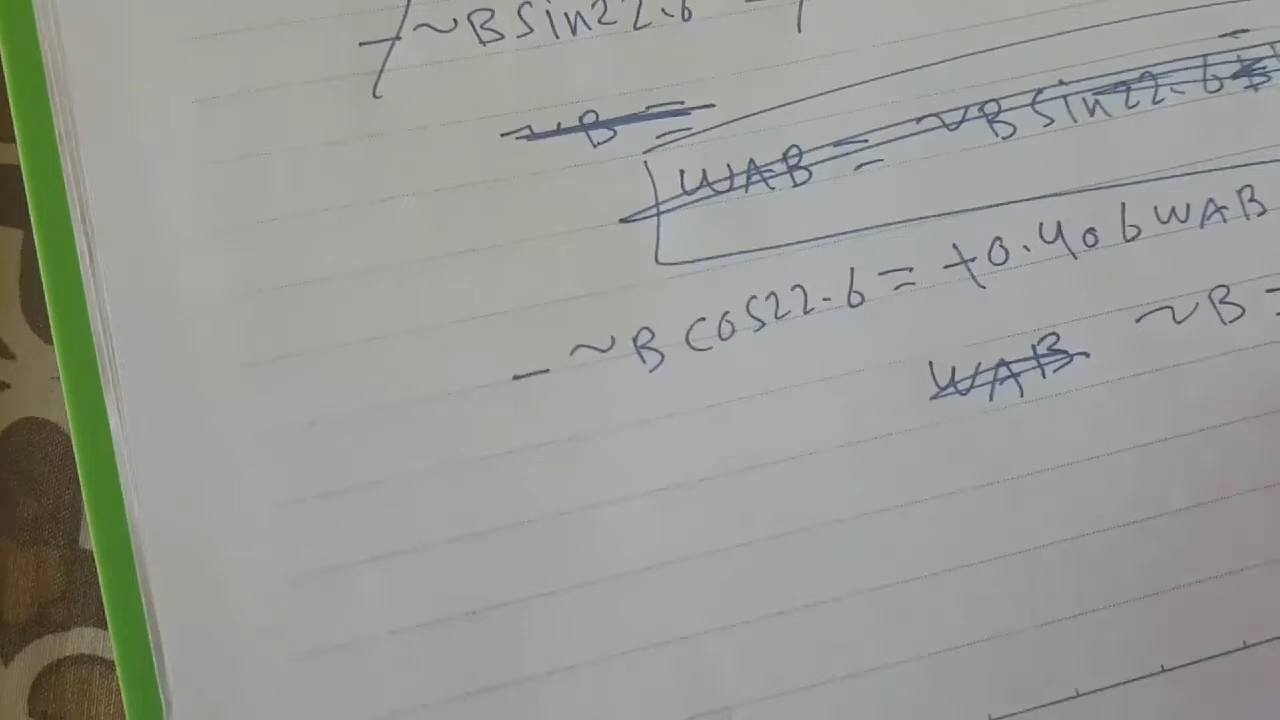 + ~B Sin22.6
~B =
WAB = ~B Sin22.6
- ~B COS22.6 = +0.406 WAB
WAB ~B =